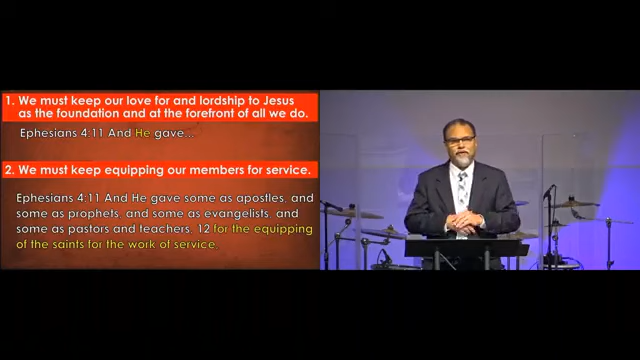 1. We must keep our love for and lordship to Jesus
as the foundation and at the forefront of all we do.
Ephesians 4:11 And He gave...
2. We must keep equipping our members for service.
Ephesians 4:11 And He gave some as apostles, and
some as prophets, and some as evangelists, and
some as pastors and teachers, 12 for the equipping
of the saints for the work of service,